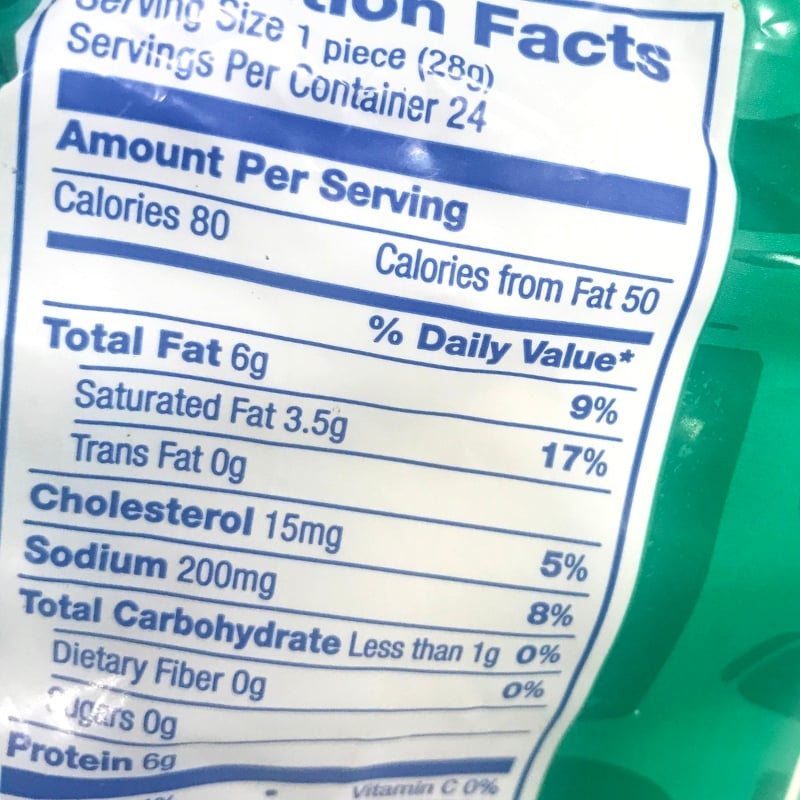 tion Facts
Serving Size 1 piece (28g)
Servings Per Container 24
Amount Per Serving
Calories 80 Calories from Fat 50
% Daily Value*
Total Fat 6g 9%
Saturated Fat 3.5g 17%
Trans Fat 0g
Cholesterol 15mg 5%
Sodium 200mg 8%
Total Carbohydrate Less than 1g 0%
Dietary Fiber 0g 0%
Sugars 0g
Protein 6g
Vitamin C 0%